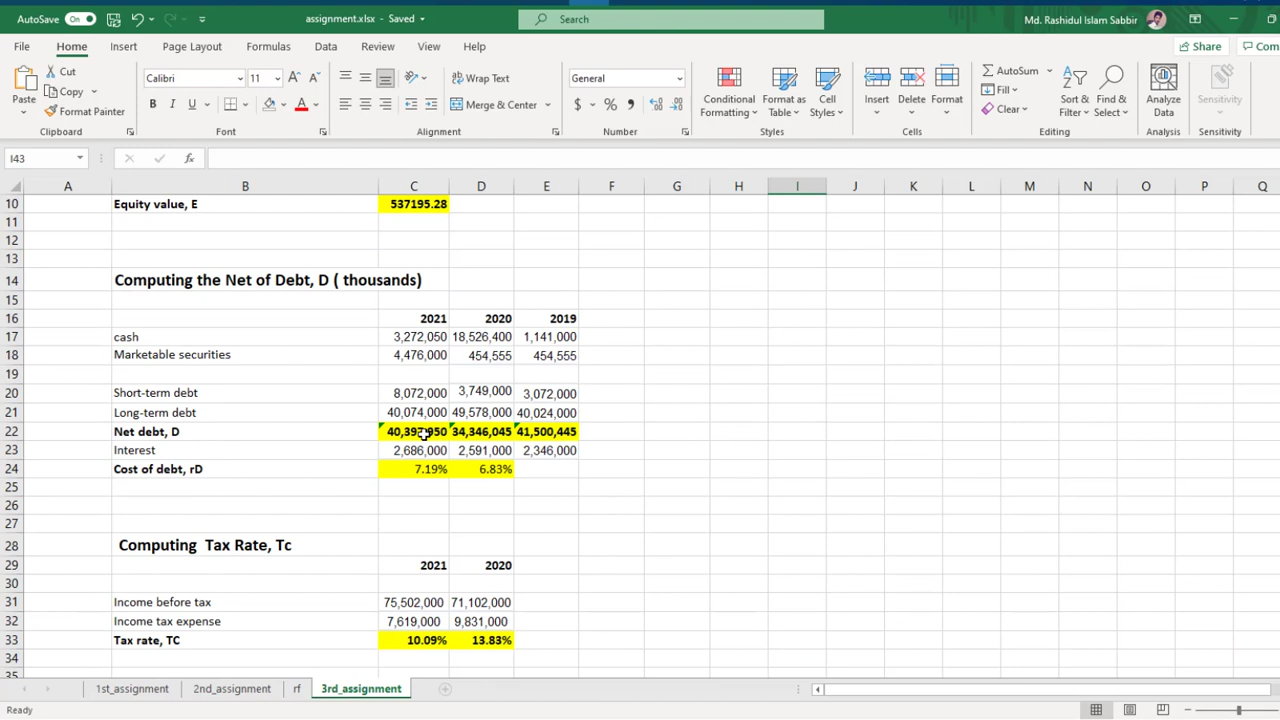 AutoSave On assignment.xlsx - Saved Search Md. Rashidul Islam Sabbir
File Home Insert Page Layout Formulas Data Review View Help Share Com
Paste Cut Copy Format Painter Clipboard
Calibri 11 B I U A Font
ab Wrap Text Merge & Center Alignment
General $ % Number
Conditional Formatting Format as Table Cell Styles Styles
Insert Delete Format Cells
AutoSum Fill Clear Sort & Filter Find & Select Editing
Analyze Data Analysis
Sensitivity Sensitivity
I43 fx
A B C D E F G H I J K L M N O P Q
10 Equity value, E 537195.28
11
12
13
14 Computing the Net of Debt, D ( thousands)
15
16 2021 2020 2019
17 cash 3,272,050 18,526,400 1,141,000
18 Marketable securities 4,476,000 454,555 454,555
19
20 Short-term debt 8,072,000 3,749,000 3,072,000
21 Long-term debt 40,074,000 49,578,000 40,024,000
22 Net debt, D 34,346,045 41,500,445
23 Interest 2,686,000 2,591,000 2,346,000
24 Cost of debt, rD 7.19% 6.83%
25
26
27
28 Computing Tax Rate, Tc
29 2021 2020
30
31 Income before tax 75,502,000 71,102,000
32 Income tax expense 7,619,000 9,831,000
33 Tax rate, TC 10.09% 13.83%
34
35
1st_assignment 2nd_assignment rf 3rd_assignment
Ready